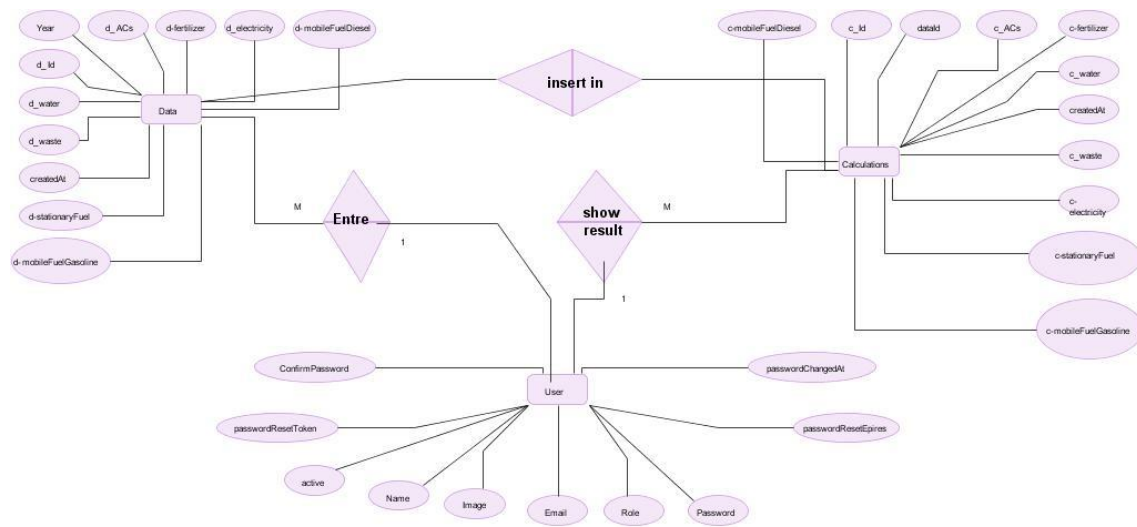 Year
d_ACs
d-fertilizer
d_electricity
d-mobileFuelDiesel
d_Id
d_water
d_waste
createdAt
d-stationaryFuel
d- mobileFuelGasoline
Data
insert in
c-mobileFuelDiesel
c_Id
dataId
c_ACs
c-fertilizer
c_water
createdAt
c_waste
c-
electricity
c-stationaryFuel
c-mobileFuelGasoline
Calculations
M
Entre
1
show
result
M
1
ConfirmPassword
passwordChangedAt
User
passwordResetToken
passwordResetEpires
active
Name
Image
Email
Role
Password